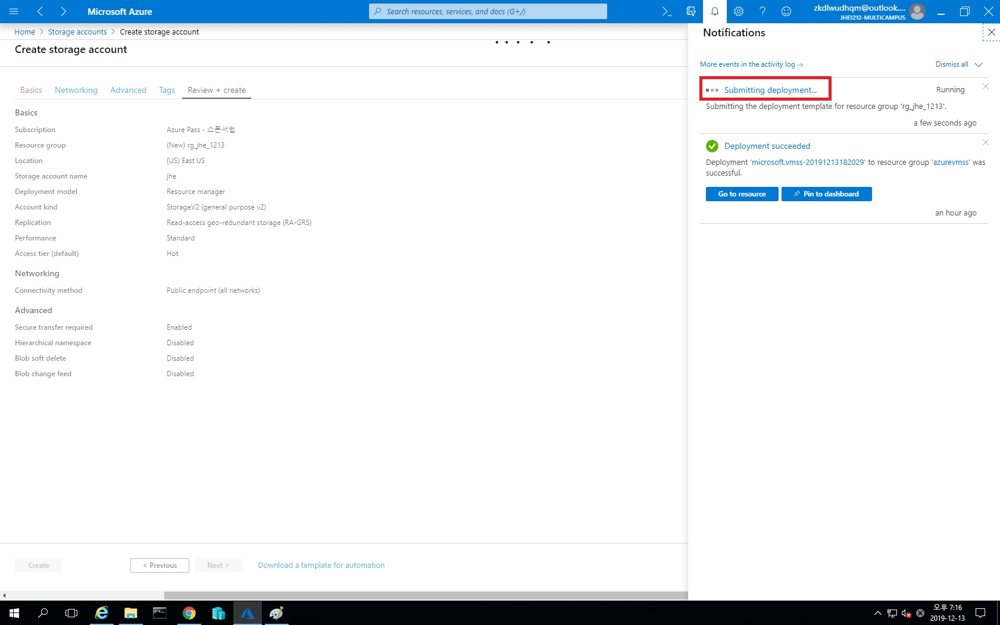 Microsoft Azure
Search resources, services, and docs (G+/)
zkdlwudhqm@outlook....
JHE1212-MULTICAMPUS
Home > Storage accounts > Create storage account
Create storage account
Basics Networking Advanced Tags Review + create
Basics
Subscription Azure Pass - 스폰서쉽
Resource group (New) rg_jhe_1213
Location (US) East US
Storage account name jhe
Deployment model Resource manager
Account kind StorageV2 (general purpose v2)
Replication Read-access geo-redundant storage (RA-GRS)
Performance Standard
Access tier (default) Hot
Networking
Connectivity method Public endpoint (all networks)
Advanced
Secure transfer required Enabled
Hierarchical namespace Disabled
Blob soft delete Disabled
Blob change feed Disabled
Create < Previous Next > Download a template for automation
Notifications
More events in the activity log → Dismiss all
Submitting deployment... Running
Submitting the deployment template for resource group 'rg_jhe_1213'.
a few seconds ago
Deployment succeeded
Deployment 'microsoft.vmss-20191213182029' to resource group 'azurevmss' was
successful.
Go to resource Pin to dashboard
an hour ago
오후 7:16
2019-12-13